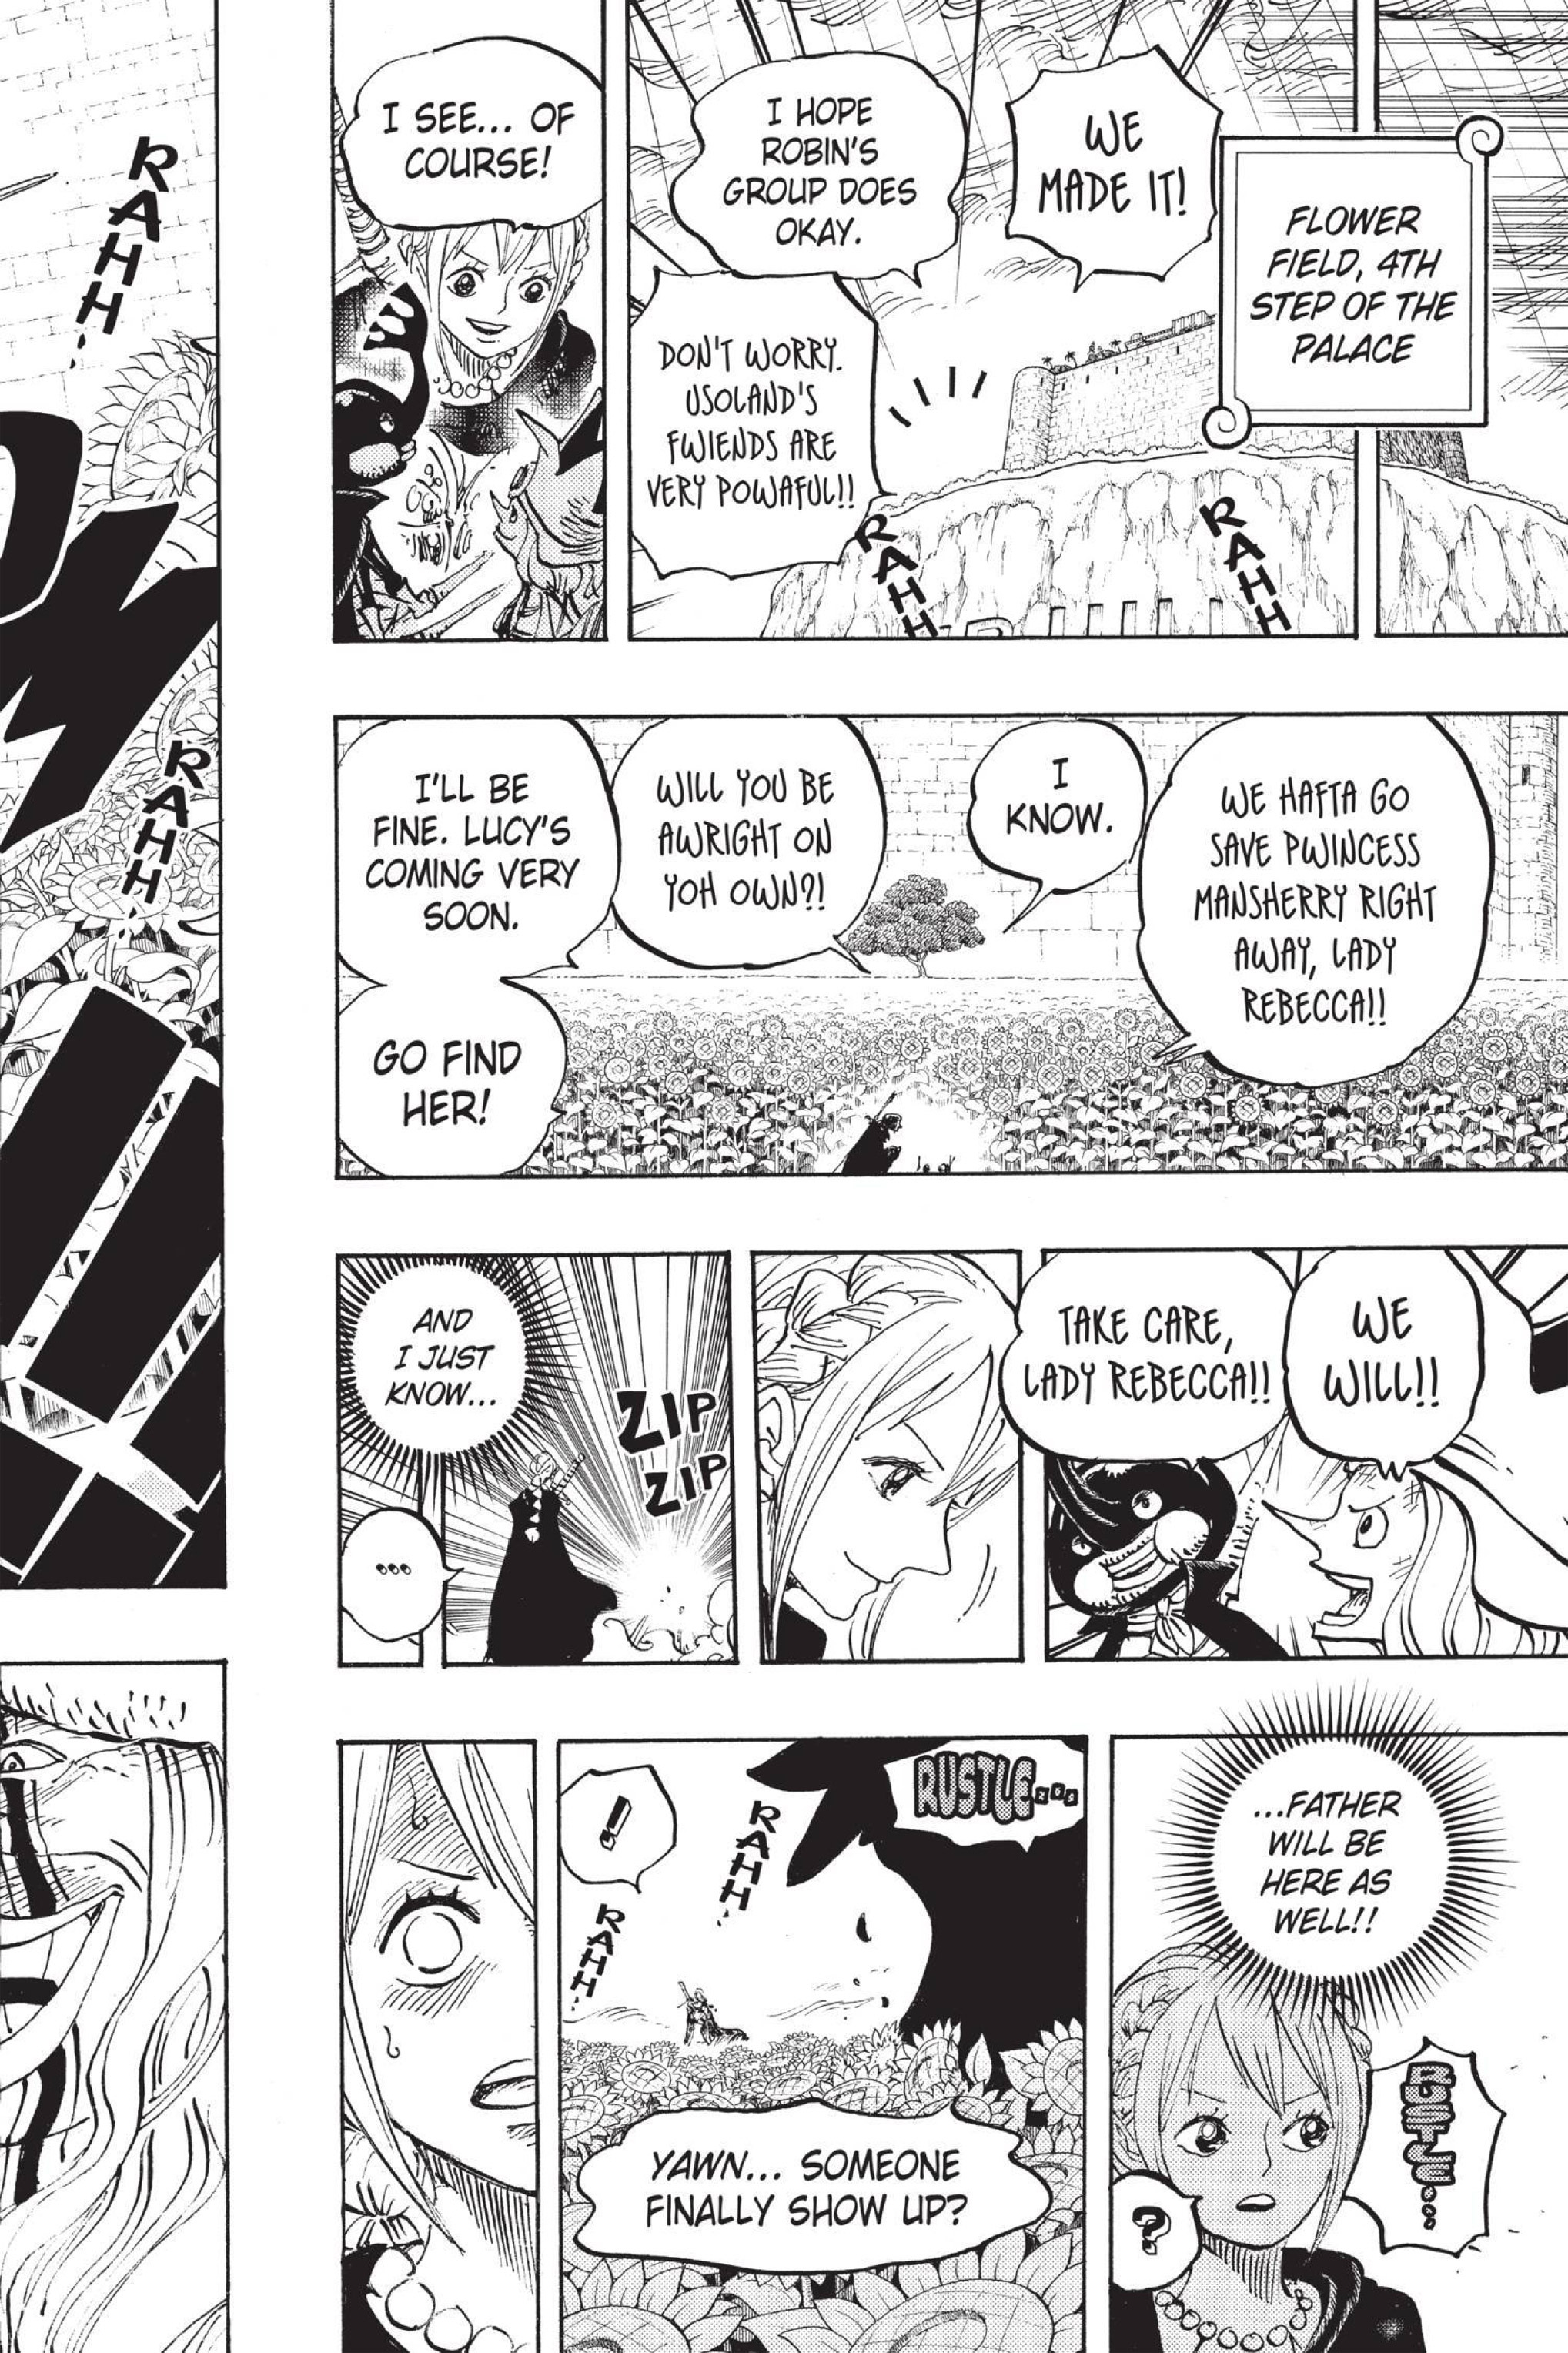 FLOWER
FIELD, 4TH
STEP OF THE
PALACE
WE
MADE IT!
I HOPE
ROBIN'S
GROUP DOES
OKAY.
DON'T WORRY.
USOLAND'S
FWIENDS ARE
VERY POWAFUL!!
RAHH
RAHH
I SEE... OF
COURSE!
WE HAFTA GO
SAVE PWINCESS
MANSHERRY RIGHT
AWAY, LADY
REBECCA!!
I
KNOW.
WILL YOU BE
AWRIGHT ON
YOH OWN?!
I'LL BE
FINE. LUCY'S
COMING VERY
SOON.
GO FIND
HER!
WE
WILL!!
TAKE CARE,
LADY REBECCA!!
ZIP
ZIP
AND
I JUST
KNOW...
...
...FATHER
WILL BE
HERE AS
WELL!!
RUSTLE...
?
RUSTLE...
!
RAHH
RAHH
YAWN... SOMEONE
FINALLY SHOW UP?
RAHH
RAHH